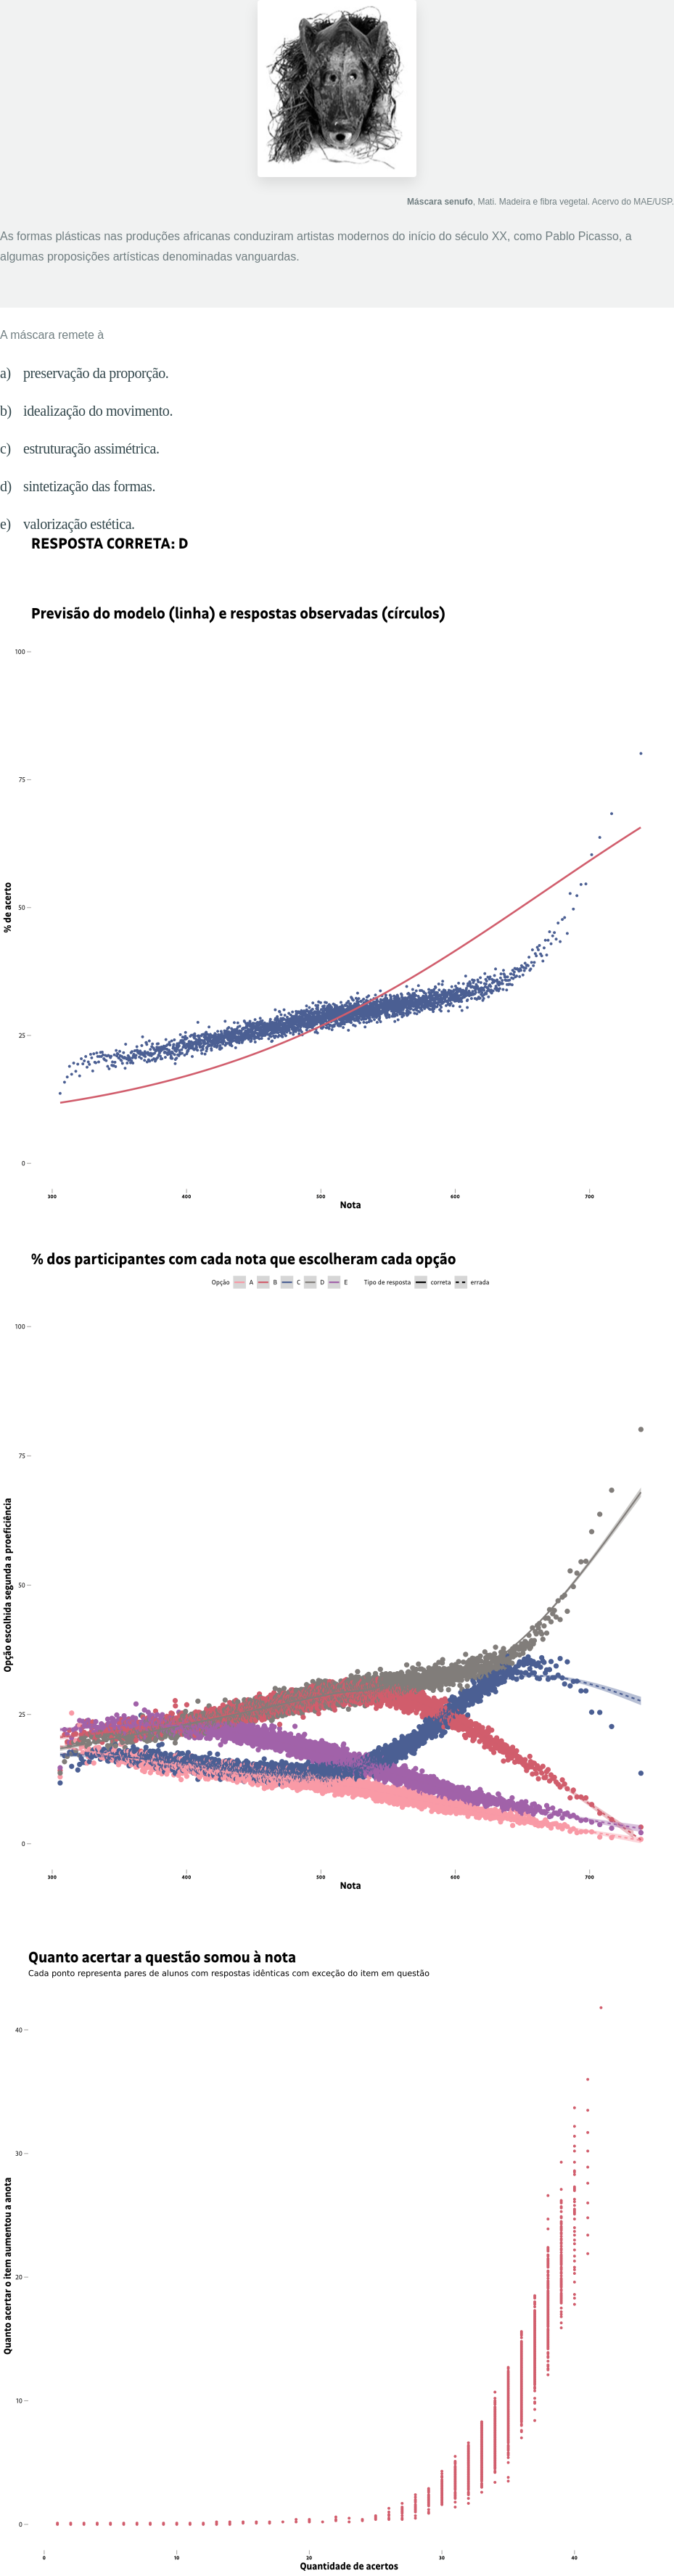 Máscara senufo, Mati. Madeira e fibra vegetal. Acervo do MAE/USP.
As formas plásticas nas produções africanas conduziram artistas modernos do início do século XX, como Pablo Picasso, a
algumas proposições artísticas denominadas vanguardas.
A máscara remete à
a) preservação da proporção.
b) idealização do movimento.
c) estruturação assimétrica.
d) sintetização das formas.
e) valorização estética.
RESPOSTA CORRETA: D
Previsão do modelo (linha) e respostas observadas (círculos)
100
75
50
25
0
% de acerto
300 400 500 600 700
Nota
% dos participantes com cada nota que escolheram cada opção
Opção A B C D E Tipo de resposta correta errada
100
75
50
25
0
Opção escolhida segunda a proeficiência
300 400 500 600 700
Nota
Quanto acertar a questão somou à nota
Cada ponto representa pares de alunos com respostas idênticas com exceção do item em questão
40
30
20
10
0
Quanto acertar o item aumentou a anota
0 10 20 30 40
Quantidade de acertos